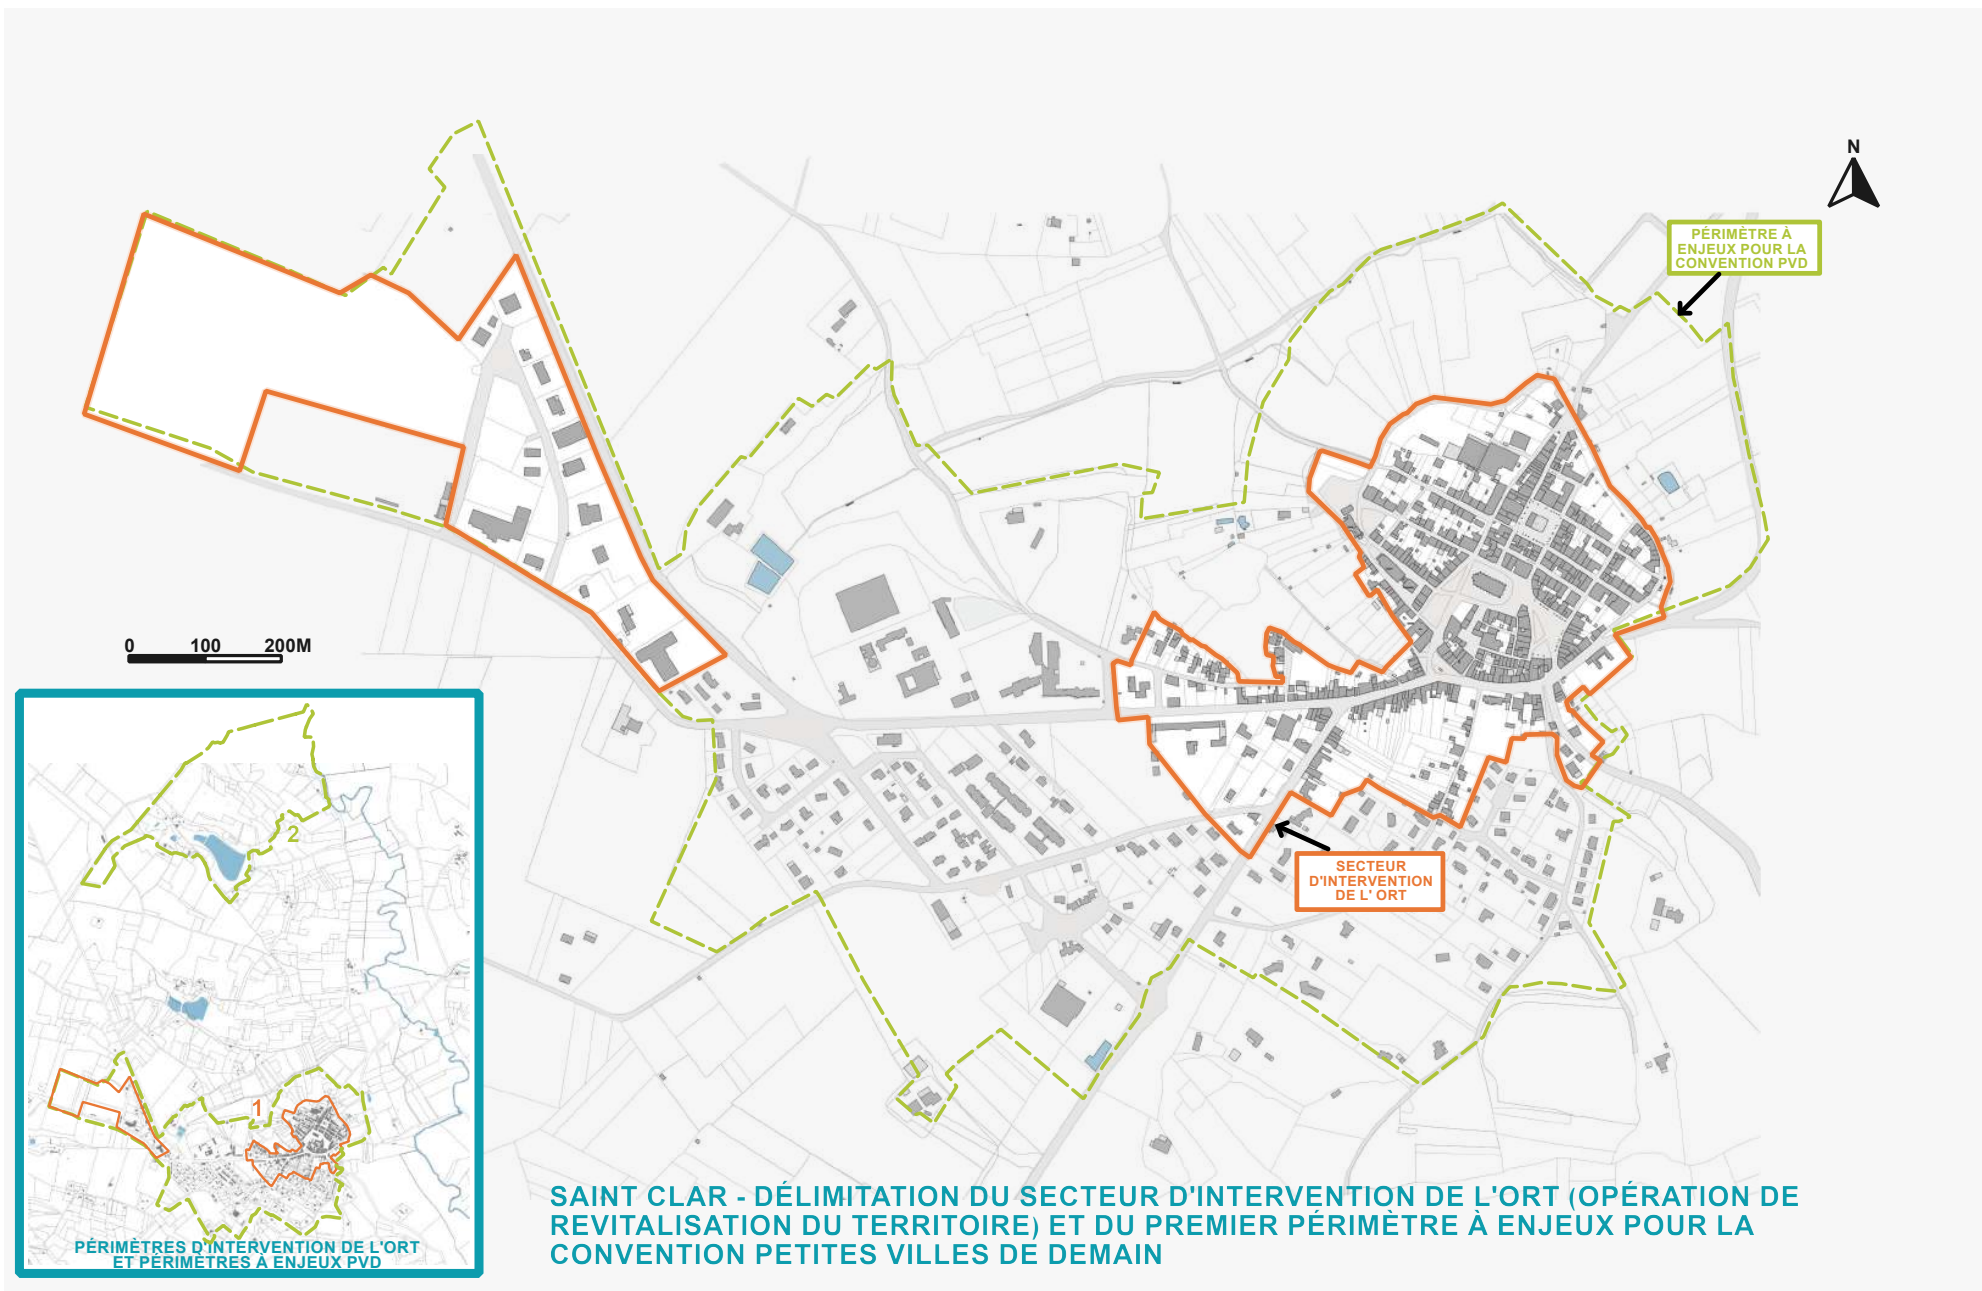 N
PÉRIMÈTRE À
ENJEUX POUR LA
CONVENTION PVD
0 100 200M
SECTEUR
D'INTERVENTION
DE L' ORT
2
1
PÉRIMÈTRES D'INTERVENTION DE L'ORT
ET PÉRIMÈTRES À ENJEUX PVD
SAINT CLAR - DÉLIMITATION DU SECTEUR D'INTERVENTION DE L'ORT (OPÉRATION DE
REVITALISATION DU TERRITOIRE) ET DU PREMIER PÉRIMÈTRE À ENJEUX POUR LA
CONVENTION PETITES VILLES DE DEMAIN